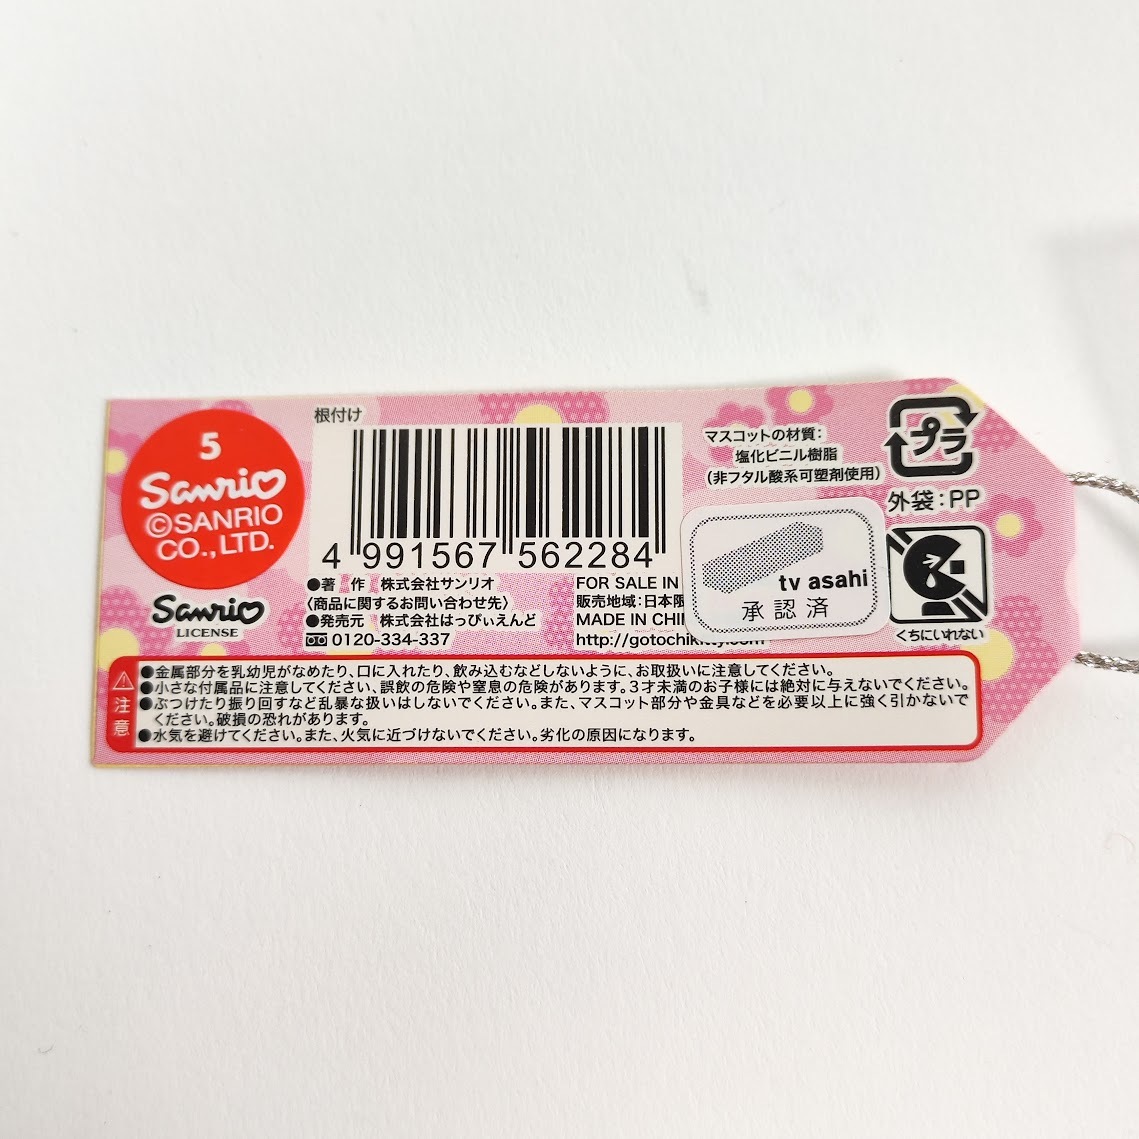 5
Sanrio
©SANRIO
CO., LTD.
Sanrio
LICENSE
根付け
4 991567 562284
●著 作 株式会社サンリオ
〈商品に関するお問い合わせ先〉
●発売元 株式会社はっぴぃえんど
0120-334-337
FOR SALE IN
販売地域:日本限
MADE IN CHI
http://gotochikitty.com
マスコットの材質:
塩化ビニル樹脂
(非フタル酸系可塑剤使用)
tv asahi
承認済
プラ
外袋:PP
くちにいれない
注意
●金属部分を乳幼児がなめたり、口に入れたり、飲み込むなどしないように、お取扱いに注意してください。
●小さな付属品に注意してください、誤飲の危険や窒息の危険があります。3才未満のお子様には絶対に与えないでください。
●ぶつけたり振り回すなど乱暴な扱いはしないでください。また、マスコット部分や金具などを必要以上に強く引かないで
ください。破損の恐れがあります。
●水気を避けてください。また、火気に近づけないでください。劣化の原因になります。